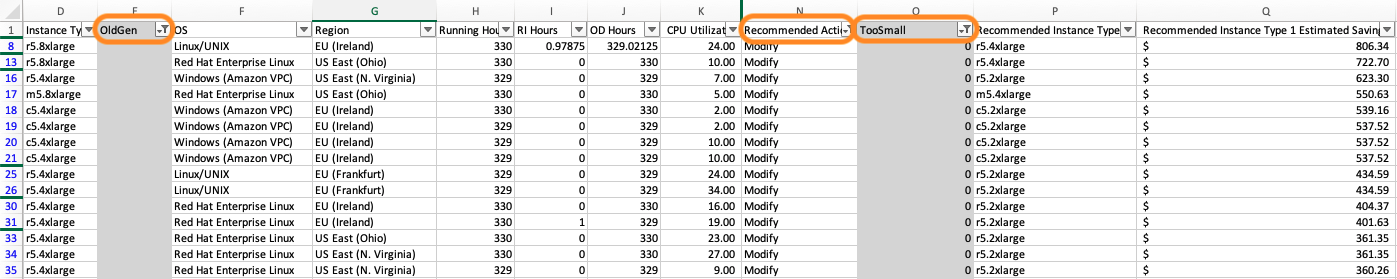 D E F G H I J K N O P Q
1 Instance Ty OldGen OS Region Running Hou RI Hours OD Hours CPU Utilizat Recommended Acti TooSmall Recommended Instance Type Recommended Instance Type 1 Estimated Saving
8 r5.8xlarge Linux/UNIX EU (Ireland) 330 0.97875 329.02125 24.00 Modify 0 r5.4xlarge $ 806.34
13 r5.8xlarge Red Hat Enterprise Linux US East (Ohio) 330 0 330 10.00 Modify 0 r5.4xlarge $ 722.70
16 r5.4xlarge Windows (Amazon VPC) US East (N. Virginia) 329 0 329 7.00 Modify 0 r5.2xlarge $ 623.30
17 m5.8xlarge Red Hat Enterprise Linux US East (Ohio) 330 0 330 5.00 Modify 0 m5.4xlarge $ 550.63
18 c5.4xlarge Windows (Amazon VPC) EU (Ireland) 330 0 330 2.00 Modify 0 c5.2xlarge $ 539.16
19 c5.4xlarge Windows (Amazon VPC) EU (Ireland) 329 0 329 2.00 Modify 0 c5.2xlarge $ 537.52
20 c5.4xlarge Windows (Amazon VPC) EU (Ireland) 329 0 329 10.00 Modify 0 c5.2xlarge $ 537.52
21 c5.4xlarge Windows (Amazon VPC) EU (Ireland) 329 0 329 10.00 Modify 0 c5.2xlarge $ 537.52
25 r5.4xlarge Linux/UNIX EU (Frankfurt) 329 0 329 24.00 Modify 0 r5.2xlarge $ 434.59
26 r5.4xlarge Linux/UNIX EU (Frankfurt) 329 0 329 34.00 Modify 0 r5.2xlarge $ 434.59
30 r5.4xlarge Red Hat Enterprise Linux EU (Ireland) 330 0 330 16.00 Modify 0 r5.2xlarge $ 404.37
31 r5.4xlarge Red Hat Enterprise Linux EU (Ireland) 330 1 329 19.00 Modify 0 r5.2xlarge $ 401.63
33 r5.4xlarge Red Hat Enterprise Linux US East (Ohio) 330 0 330 23.00 Modify 0 r5.2xlarge $ 361.35
34 r5.4xlarge Red Hat Enterprise Linux US East (N. Virginia) 330 0 330 27.00 Modify 0 r5.2xlarge $ 361.35
35 r5.4xlarge Red Hat Enterprise Linux US East (N. Virginia) 329 0 329 9.00 Modify 0 r5.2xlarge $ 360.26